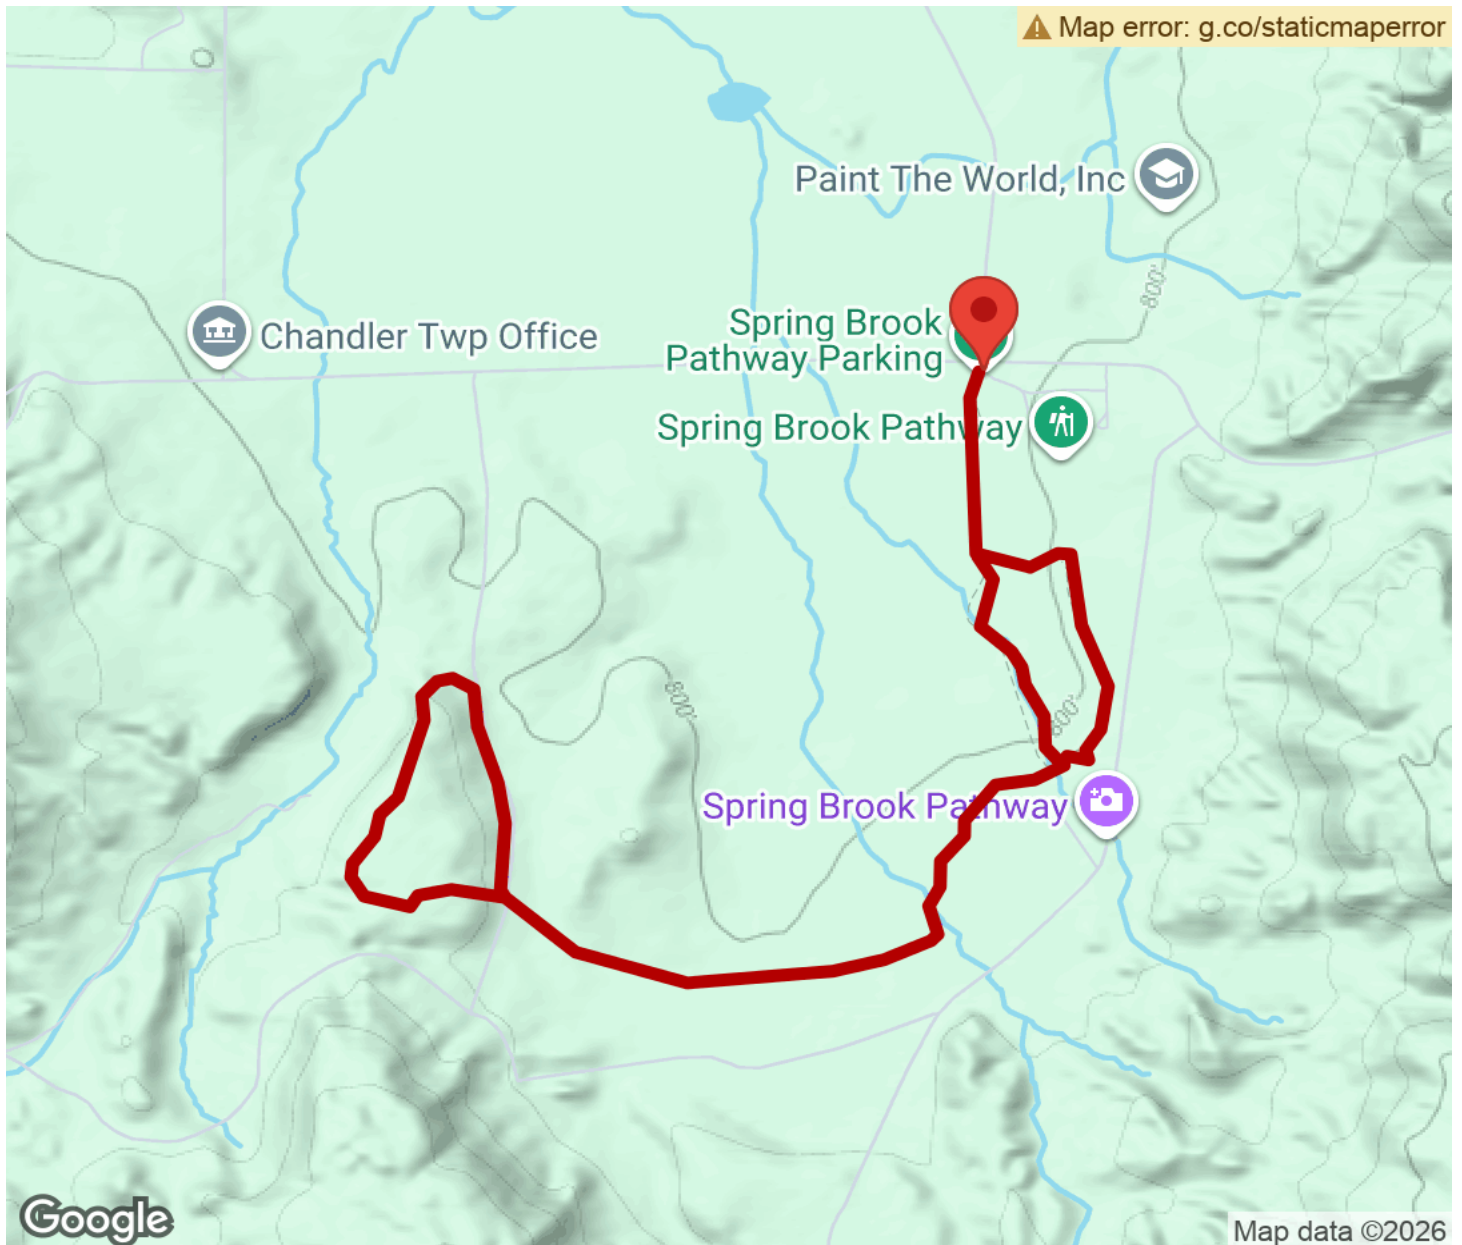 Map error: g.co/staticmaperror
Paint The World, Inc
800'
Spring Brook
Pathway Parking
Chandler Twp Office
Spring Brook Pathway
800'
800'
Spring Brook Pathway
Google
Map data ©2026